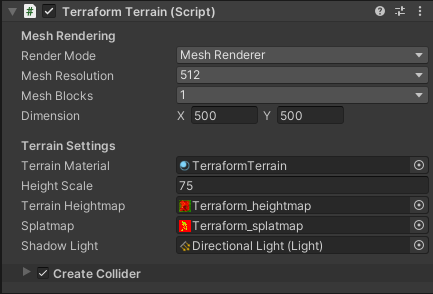 Terraform Terrain (Script)
Mesh Rendering
Render Mode Mesh Renderer
Mesh Resolution 512
Mesh Blocks 1
Dimension X 500 Y 500
Terrain Settings
Terrain Material TerraformTerrain
Height Scale 75
Terrain Heightmap Terraform_heightmap
Splatmap Terraform_splatmap
Shadow Light Directional Light (Light)
Create Collider